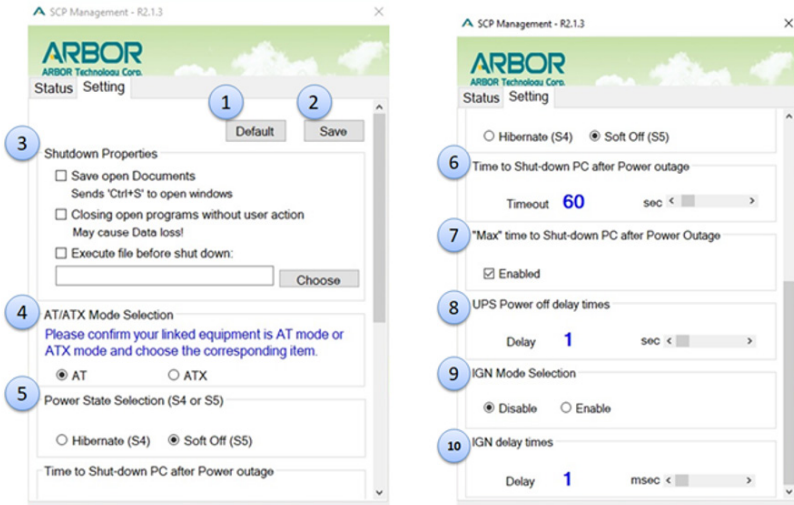 SCP Management - R2.1.3
ARBOR
ARBOR Technology Corp.
Status Setting
1 2
Default Save
3
Shutdown Properties
Save open Documents
Sends 'Ctrl+S' to open windows
Closing open programs without user action
May cause Data loss!
Execute file before shut down:
Choose
4
AT/ATX Mode Selection
Please confirm your linked equipment is AT mode or
ATX mode and choose the corresponding item.
AT ATX
5
Power State Selection (S4 or S5)
Hibernate (S4) Soft Off (S5)
Time to Shut-down PC after Power outage
SCP Management - R2.1.3
ARBOR
ARBOR Technology Corp.
Status Setting
Hibernate (S4) Soft Off (S5)
6
Time to Shut-down PC after Power outage
Timeout 60 sec
7
"Max" time to Shut-down PC after Power Outage
Enabled
8
UPS Power off delay times
Delay 1 sec
9
IGN Mode Selection
Disable Enable
10
IGN delay times
Delay 1 msec